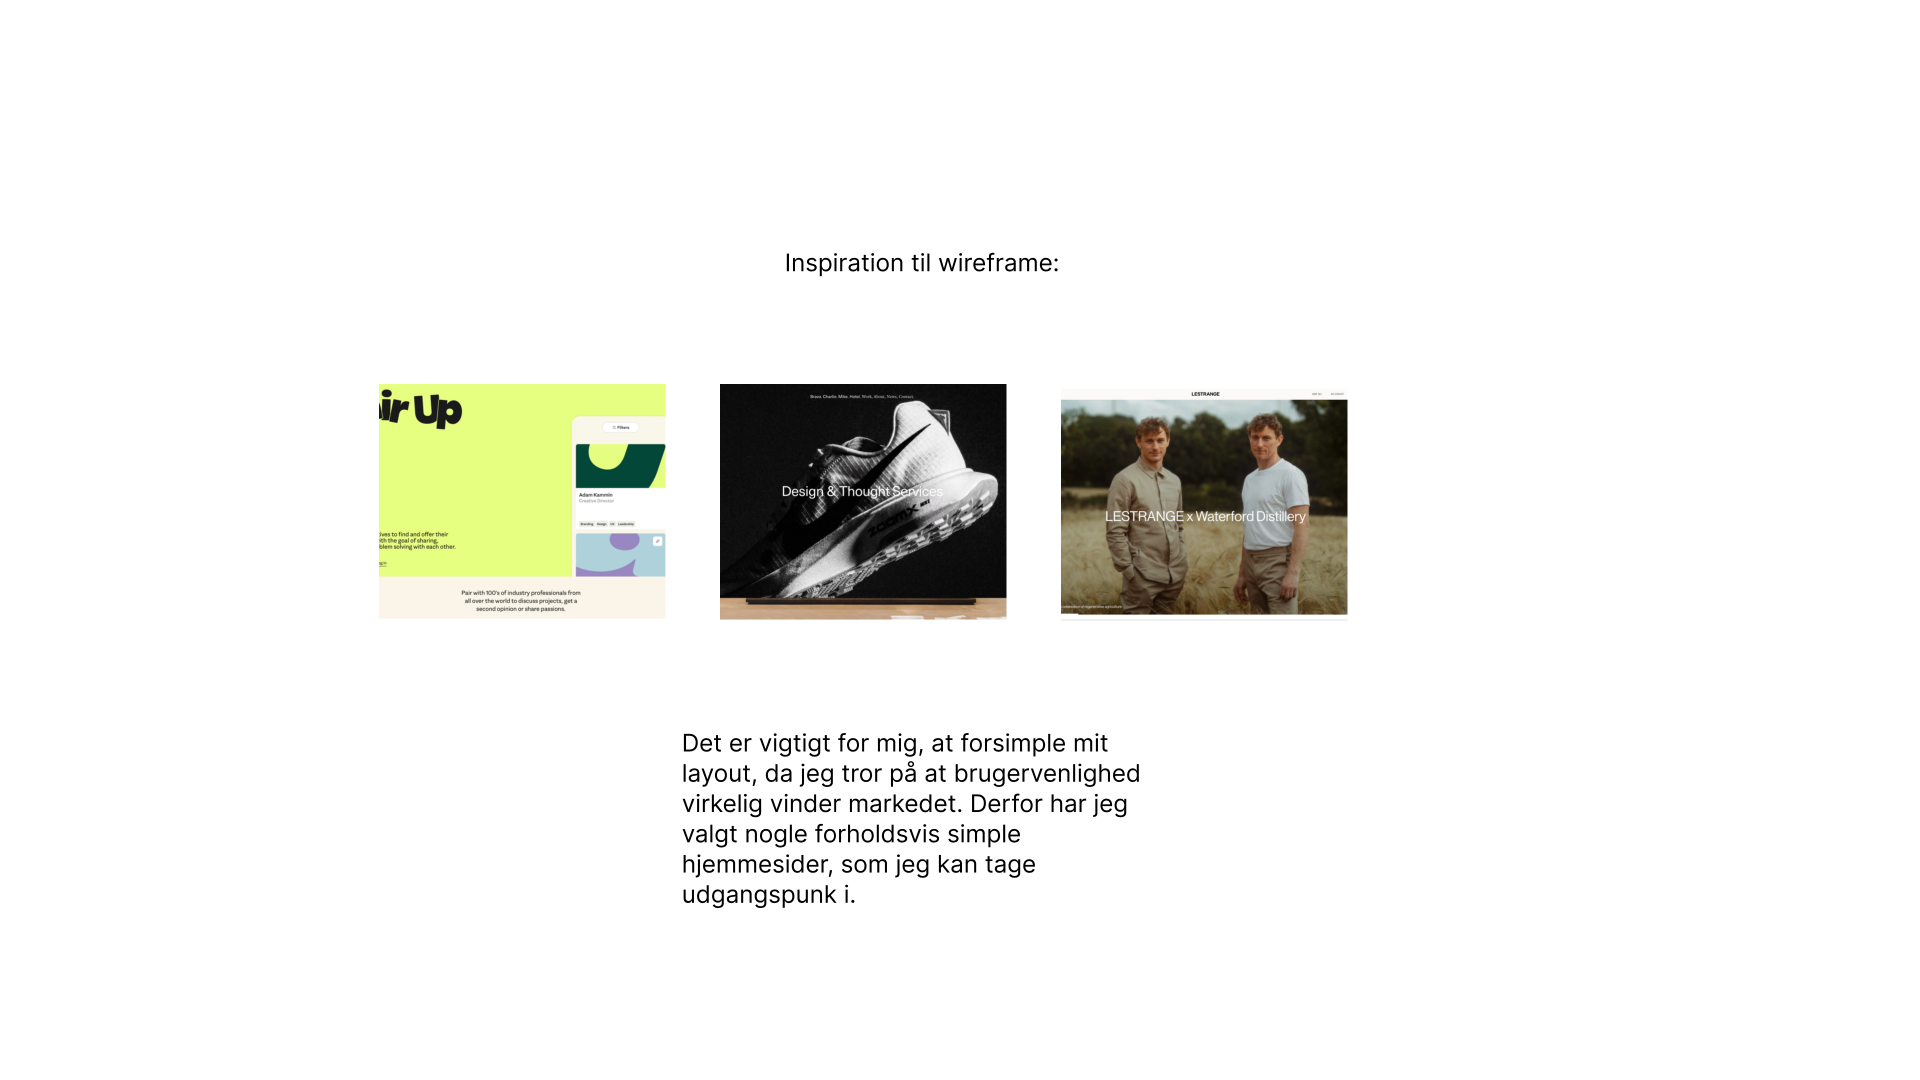 Inspiration til wireframe:
ir Up
Filters
Adam Kammin
Creative Director
Branding Design UX Leadership
ives to find and offer their
ith the goal of sharing,
blem solving with each other.
Pair with 100's of industry professionals from
all over the world to discuss projects, get a
second opinion or share passions.
Bravo. Charlie. Mike. Hotel. Work, About, News, Contact
Design & Thought Services
ZOOMX
LESTRANGE
LESTRANGE x Waterford Distillery
Det er vigtigt for mig, at forsimple mit
layout, da jeg tror på at brugervenlighed
virkelig vinder markedet. Derfor har jeg
valgt nogle forholdsvis simple
hjemmesider, som jeg kan tage
udgangspunk i.